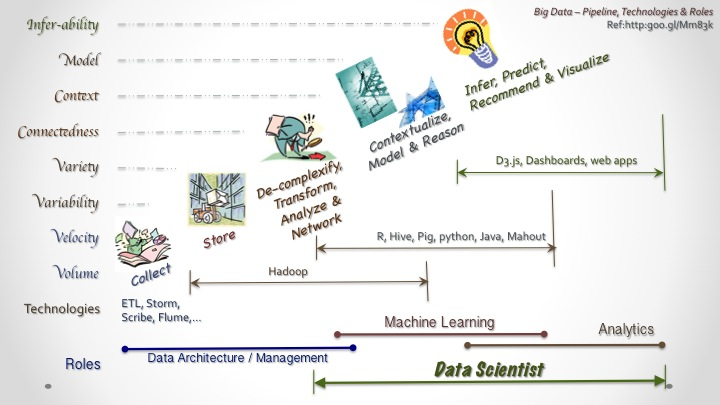 Big Data – Pipeline, Technologies & Roles
Ref:http:goo.gl/Mm83k
Infer-ability
Model
Context
Connectedness
Variety
Variability
Velocity
Volume
Infer, Predict,
Recommend & Visualize
Contextualize,
Model & Reason
De-complexify,
Transform,
Analyze &
Network
Store
Collect
D3.js, Dashboards, web apps
R, Hive, Pig, python, Java, Mahout
Hadoop
Technologies
ETL, Storm,
Scribe, Flume,...
Machine Learning
Analytics
Roles
Data Architecture / Management
Data Scientist